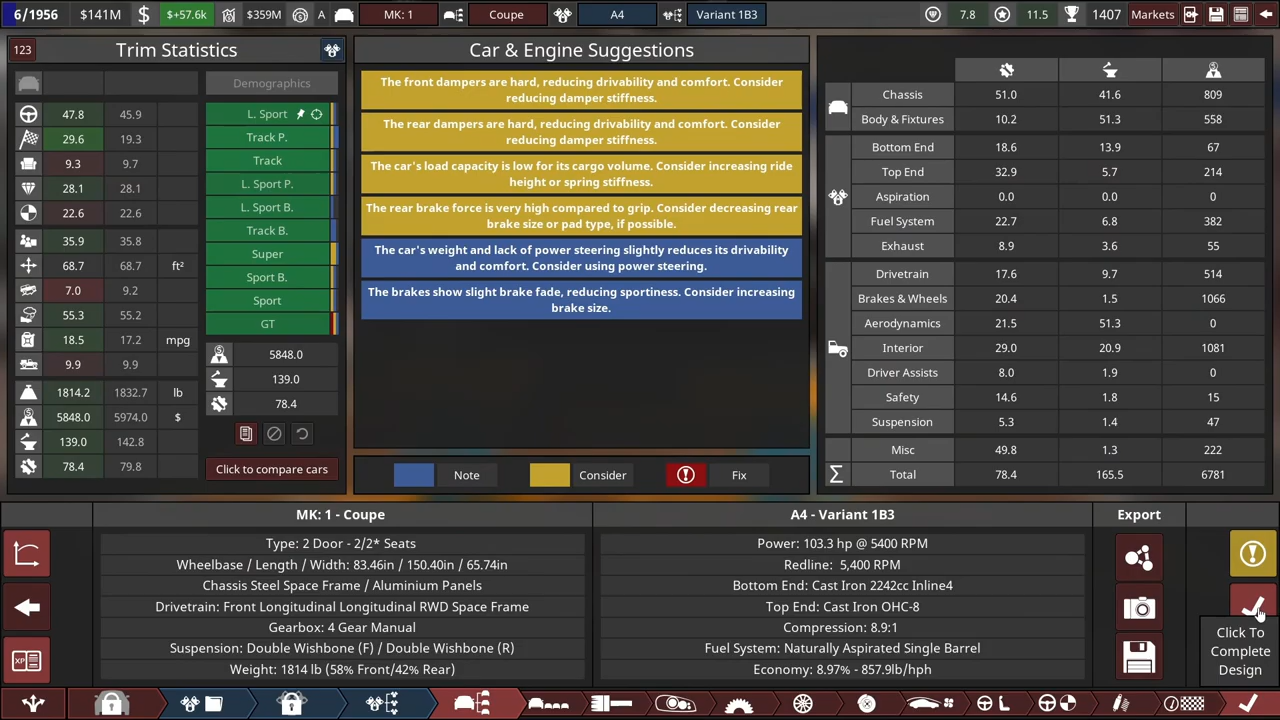 6/1956 $141M $ $+57.6k $359M A MK: 1 Coupe A4 Variant 1B3 7.8 11.5 1407 Markets
123 Trim Statistics
Demographics
47.8 45.9 L. Sport
29.6 19.3 Track P.
9.3 9.7 Track
28.1 28.1 L. Sport P.
22.6 22.6 L. Sport B.
35.9 35.8 Track B.
68.7 68.7 ft² Super
7.0 9.2 Sport B.
55.3 55.2 Sport
18.5 17.2 mpg GT
9.9 9.9
1814.2 1832.7 lb
5848.0 5974.0 $
139.0 142.8
78.4 79.8
5848.0
139.0
78.4
Click to compare cars
Car & Engine Suggestions
The front dampers are hard, reducing drivability and comfort. Consider
reducing damper stiffness.
The rear dampers are hard, reducing drivability and comfort. Consider
reducing damper stiffness.
The car's load capacity is low for its cargo volume. Consider increasing ride
height or spring stiffness.
The rear brake force is very high compared to grip. Consider decreasing rear
brake size or pad type, if possible.
The car's weight and lack of power steering slightly reduces its drivability
and comfort. Consider using power steering.
The brakes show slight brake fade, reducing sportiness. Consider increasing
brake size.
Note Consider Fix
Chassis 51.0 41.6 809
Body & Fixtures 10.2 51.3 558
Bottom End 18.6 13.9 67
Top End 32.9 5.7 214
Aspiration 0.0 0.0 0
Fuel System 22.7 6.8 382
Exhaust 8.9 3.6 55
Drivetrain 17.6 9.7 514
Brakes & Wheels 20.4 1.5 1066
Aerodynamics 21.5 51.3 0
Interior 29.0 20.9 1081
Driver Assists 8.0 1.9 0
Safety 14.6 1.8 15
Suspension 5.3 1.4 47
Misc 49.8 1.3 222
Σ Total 78.4 165.5 6781
MK: 1 - Coupe
Type: 2 Door - 2/2* Seats
Wheelbase / Length / Width: 83.46in / 150.40in / 65.74in
Chassis Steel Space Frame / Aluminium Panels
Drivetrain: Front Longitudinal Longitudinal RWD Space Frame
Gearbox: 4 Gear Manual
Suspension: Double Wishbone (F) / Double Wishbone (R)
Weight: 1814 lb (58% Front/42% Rear)
A4 - Variant 1B3
Power: 103.3 hp @ 5400 RPM
Redline: 5,400 RPM
Bottom End: Cast Iron 2242cc Inline4
Top End: Cast Iron OHC-8
Compression: 8.9:1
Fuel System: Naturally Aspirated Single Barrel
Economy: 8.97% - 857.9lb/hph
Export
Click To
Complete
Design
XP